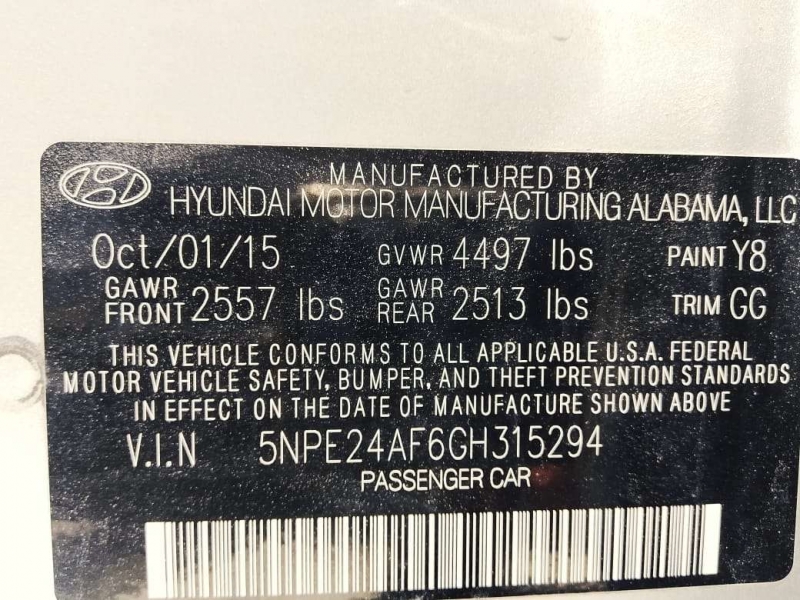 MANUFACTURED BY
HYUNDAI MOTOR MANUFACTURING ALABAMA, LLC
Oct/01/15 GVWR 4497 lbs PAINT Y8
GAWR FRONT 2557 lbs GAWR REAR 2513 lbs TRIM GG
THIS VEHICLE CONFORMS TO ALL APPLICABLE U.S.A. FEDERAL
MOTOR VEHICLE SAFETY, BUMPER, AND THEFT PREVENTION STANDARDS
IN EFFECT ON THE DATE OF MANUFACTURE SHOWN ABOVE
V.I.N 5NPE24AF6GH315294
PASSENGER CAR